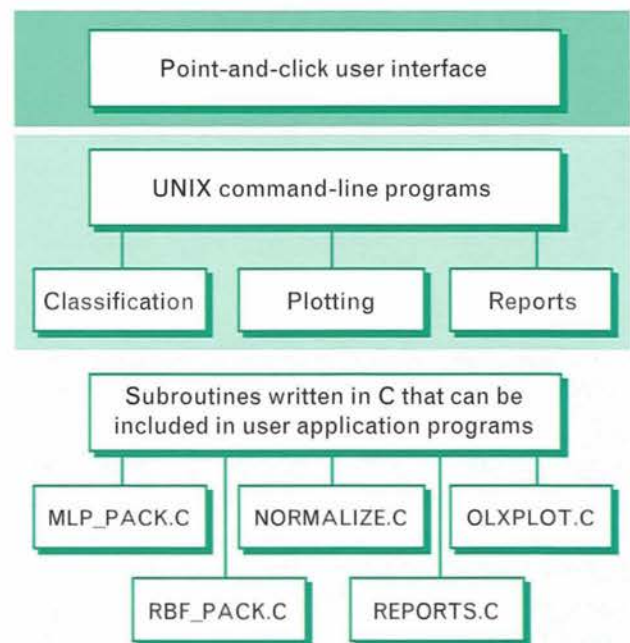 Point-and-click user interface
UNIX command-line programs
Classification
Plotting
Reports
Subroutines written in C that can be
included in user application programs
MLP_PACK.C
NORMALIZE.C
OLXPLOT.C
RBF_PACK.C
REPORTS.C